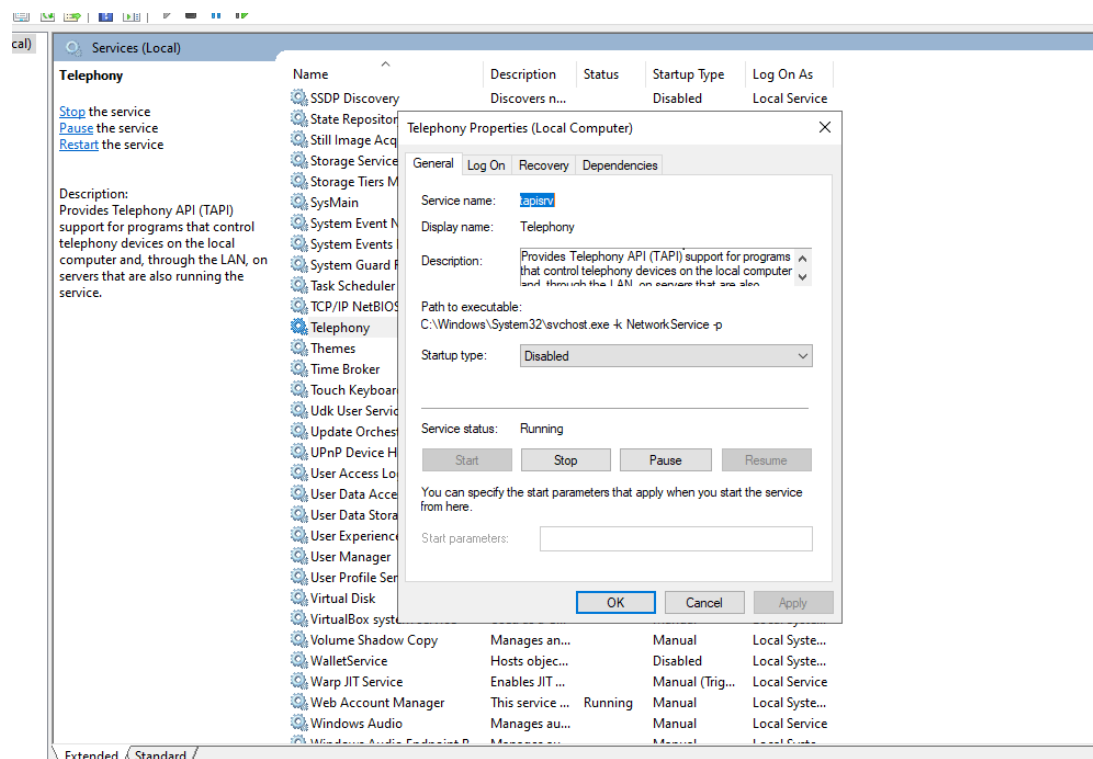 cal)
Services (Local)
Telephony
Stop the service
Pause the service
Restart the service
Description:
Provides Telephony API (TAPI)
support for programs that control
telephony devices on the local
computer and, through the LAN, on
servers that are also running the
service.
Name Description Status Startup Type Log On As
SSDP Discovery Discovers n... Disabled Local Service
State Repositor
Still Image Acq
Storage Service
Storage Tiers M
SysMain
System Event N
System Events
System Guard
Task Scheduler
TCP/IP NetBIOS
Telephony
Themes
Time Broker
Touch Keyboar
Udk User Servic
Update Orches
UPnP Device H
User Access Lo
User Data Acce
User Data Stora
User Experience
User Manager
User Profile Ser
Virtual Disk
VirtualBox
Volume Shadow Copy Manages an... Manual Local Syste...
WalletService Hosts objec... Disabled Local Syste...
Warp JIT Service Enables JIT ... Manual (Trig... Local Service
Web Account Manager This service ... Running Manual Local Syste...
Windows Audio Manages au... Manual Local Service
Telephony Properties (Local Computer)
General Log On Recovery Dependencies
Service name: tapisrv
Display name: Telephony
Description: Provides Telephony API (TAPI) support for programs
that control telephony devices on the local computer
and, through the LAN, on servers that are also
Path to executable:
C:\Windows\System32\svchost.exe -k NetworkService -p
Startup type: Disabled
Service status: Running
Start Stop Pause Resume
You can specify the start parameters that apply when you start the service
from here.
Start parameters:
OK Cancel Apply
Extended Standard